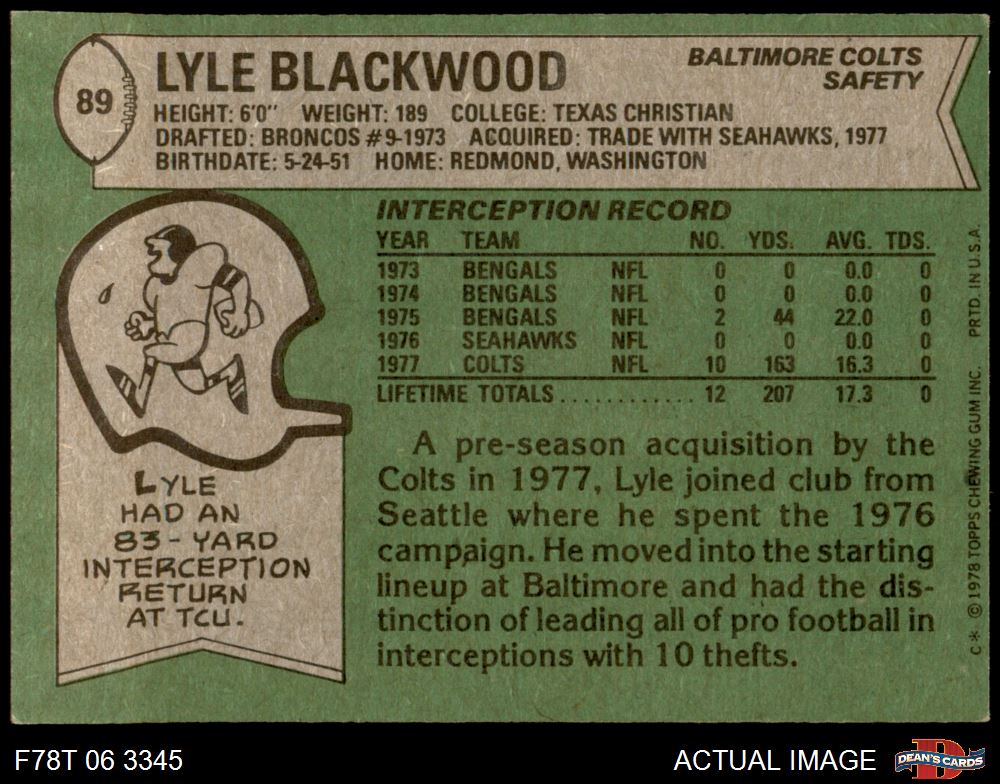 89
LYLE BLACKWOOD
BALTIMORE COLTS
SAFETY
HEIGHT: 6'0" WEIGHT: 189 COLLEGE: TEXAS CHRISTIAN
DRAFTED: BRONCOS #9-1973 ACQUIRED: TRADE WITH SEAHAWKS, 1977
BIRTHDATE: 5-24-51 HOME: REDMOND, WASHINGTON
INTERCEPTION RECORD
YEAR TEAM NO. YDS. AVG. TDS.
1973 BENGALS NFL 0 0 0.0 0
1974 BENGALS NFL 0 0 0.0 0
1975 BENGALS NFL 2 44 22.0 0
1976 SEAHAWKS NFL 0 0 0.0 0
1977 COLTS NFL 10 163 16.3 0
LIFETIME TOTALS............ 12 207 17.3 0
LYLE
HAD AN
83-YARD
INTERCEPTION
RETURN
AT TCU.
A pre-season acquisition by the
Colts in 1977, Lyle joined club from
Seattle where he spent the 1976
campaign. He moved into the starting
lineup at Baltimore and had the dis-
tinction of leading all of pro football in
interceptions with 10 thefts.
C* © 1978 TOPPS CHEWING GUM INC. PRTD. IN U.S.A.
F78T 06 3345
ACTUAL IMAGE
D
DEAN'S CARDS